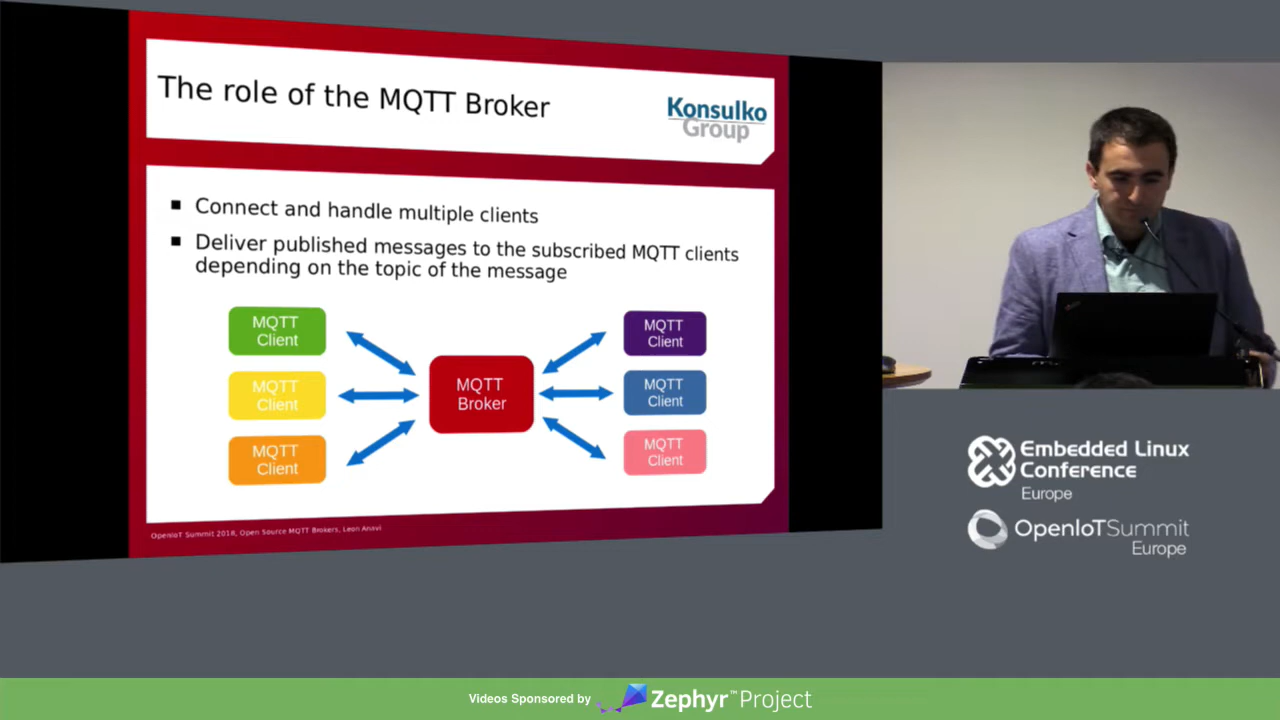 The role of the MQTT Broker
Konsulko
Group
Connect and handle multiple clients
Deliver published messages to the subscribed MQTT clients
depending on the topic of the message
MQTT
Client
MQTT
Client
MQTT
Client
MQTT
Broker
MQTT
Client
MQTT
Client
MQTT
Client
OpenIoT Summit 2018, Open Source MQTT Brokers, Leon Anavi
Embedded Linux
Conference
Europe
OpenIoTSummit
Europe
Videos Sponsored by
Zephyr™Project